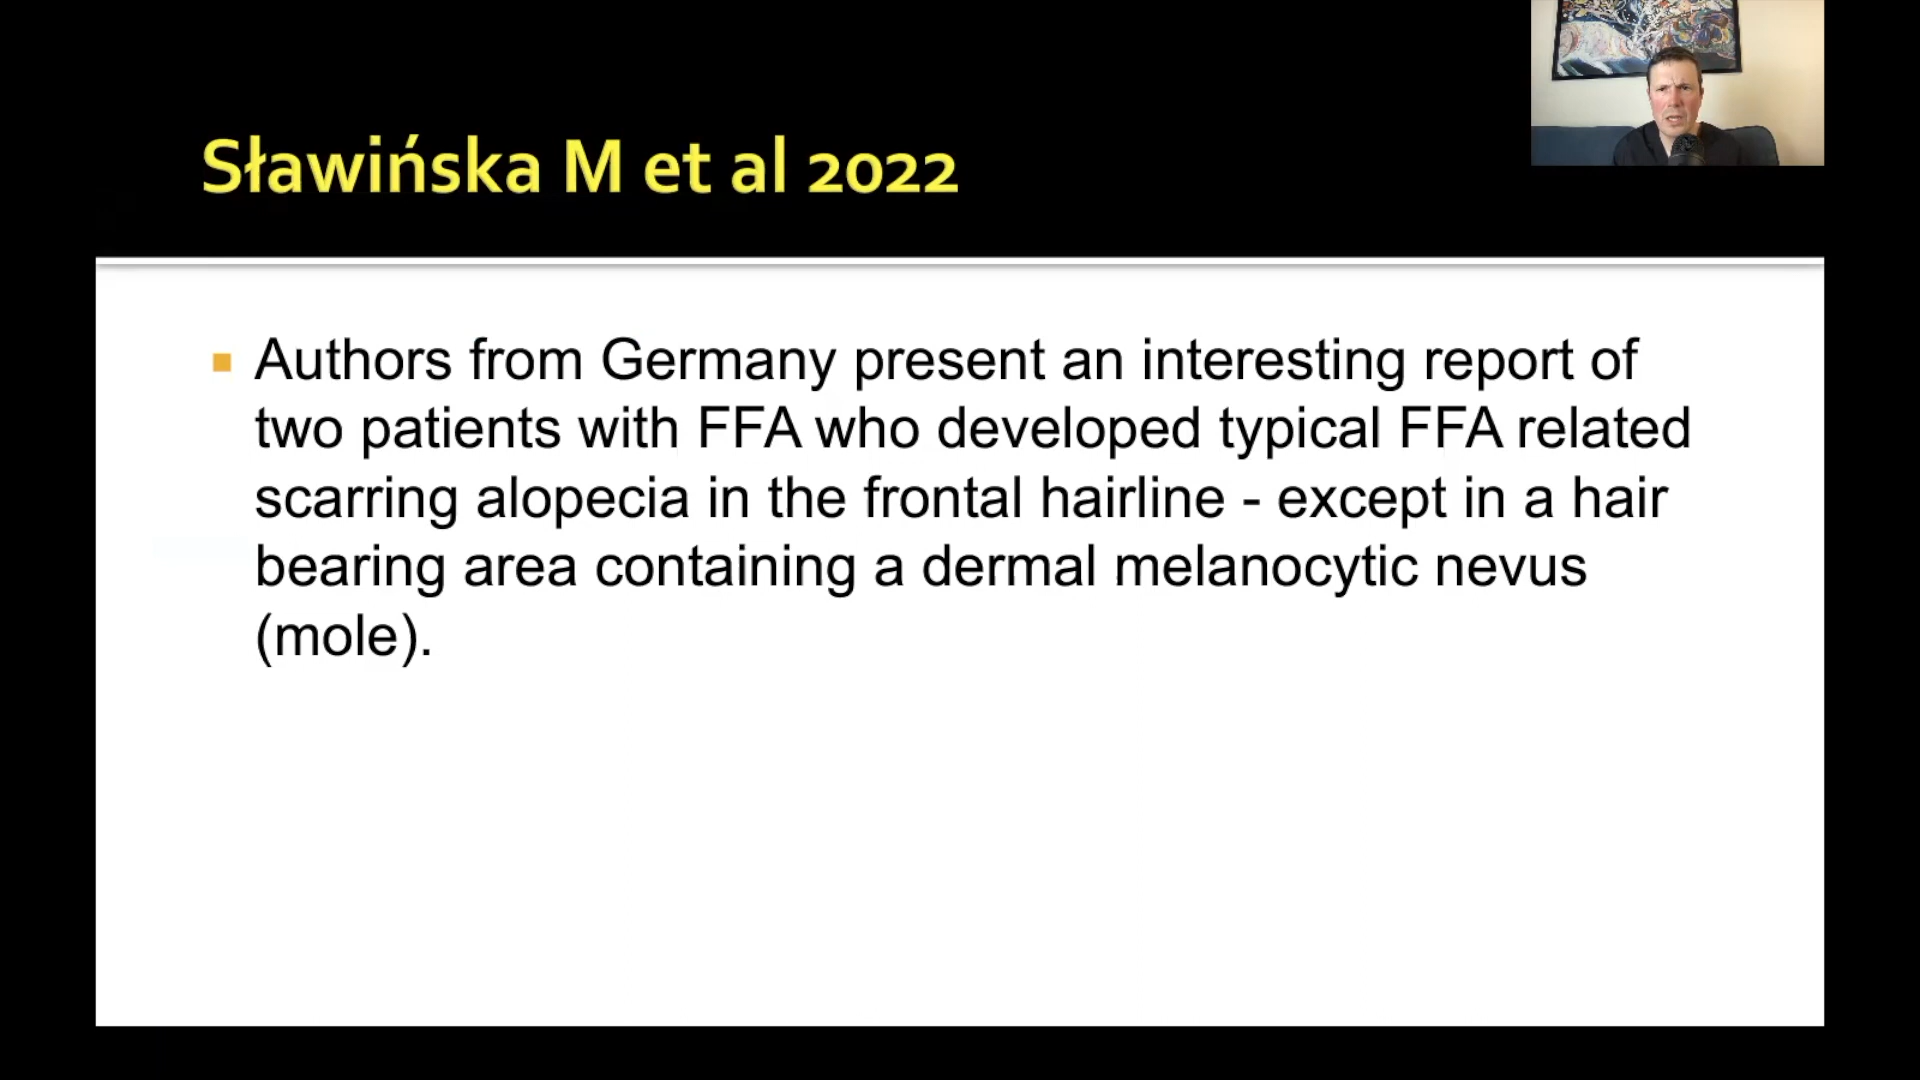 Sławińska M et al 2022
Authors from Germany present an interesting report of
two patients with FFA who developed typical FFA related
scarring alopecia in the frontal hairline - except in a hair
bearing area containing a dermal melanocytic nevus
(mole).